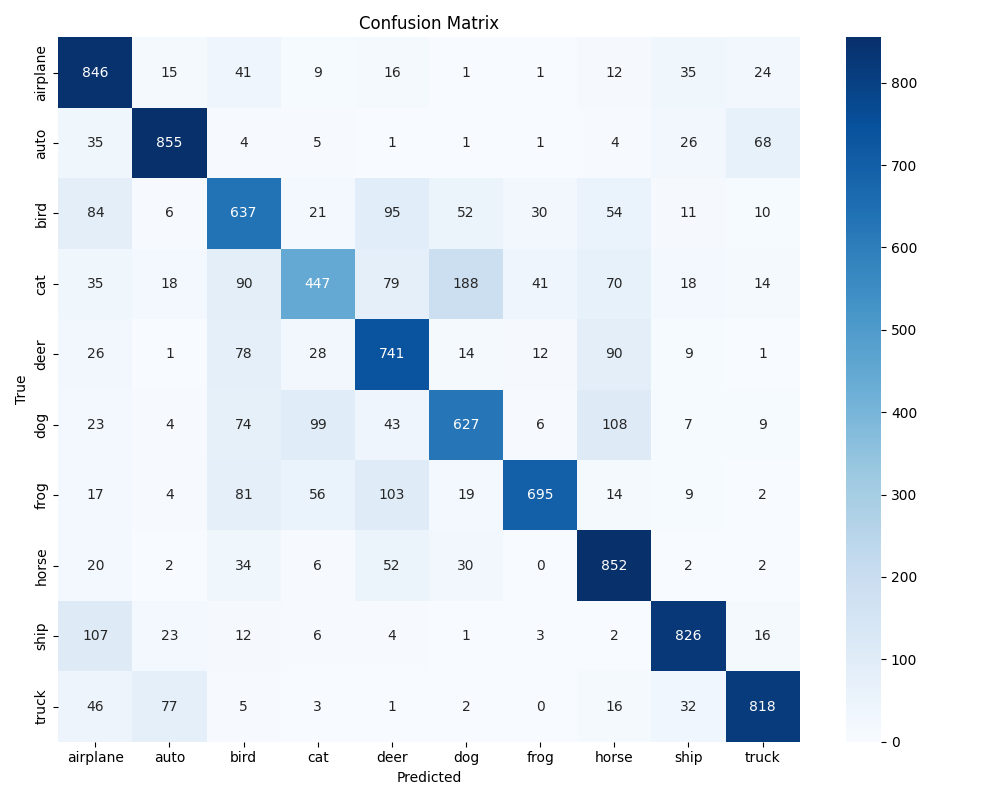 Confusion Matrix
airplane 846 15 41 9 16 1 1 12 35 24
auto 35 855 4 5 1 1 1 4 26 68
bird 84 6 637 21 95 52 30 54 11 10
cat 35 18 90 447 79 188 41 70 18 14
deer 26 1 78 28 741 14 12 90 9 1
dog 23 4 74 99 43 627 6 108 7 9
frog 17 4 81 56 103 19 695 14 9 2
horse 20 2 34 6 52 30 0 852 2 2
ship 107 23 12 6 4 1 3 2 826 16
truck 46 77 5 3 1 2 0 16 32 818
airplane auto bird cat deer dog frog horse ship truck
Predicted
True
800
700
600
500
400
300
200
100
0